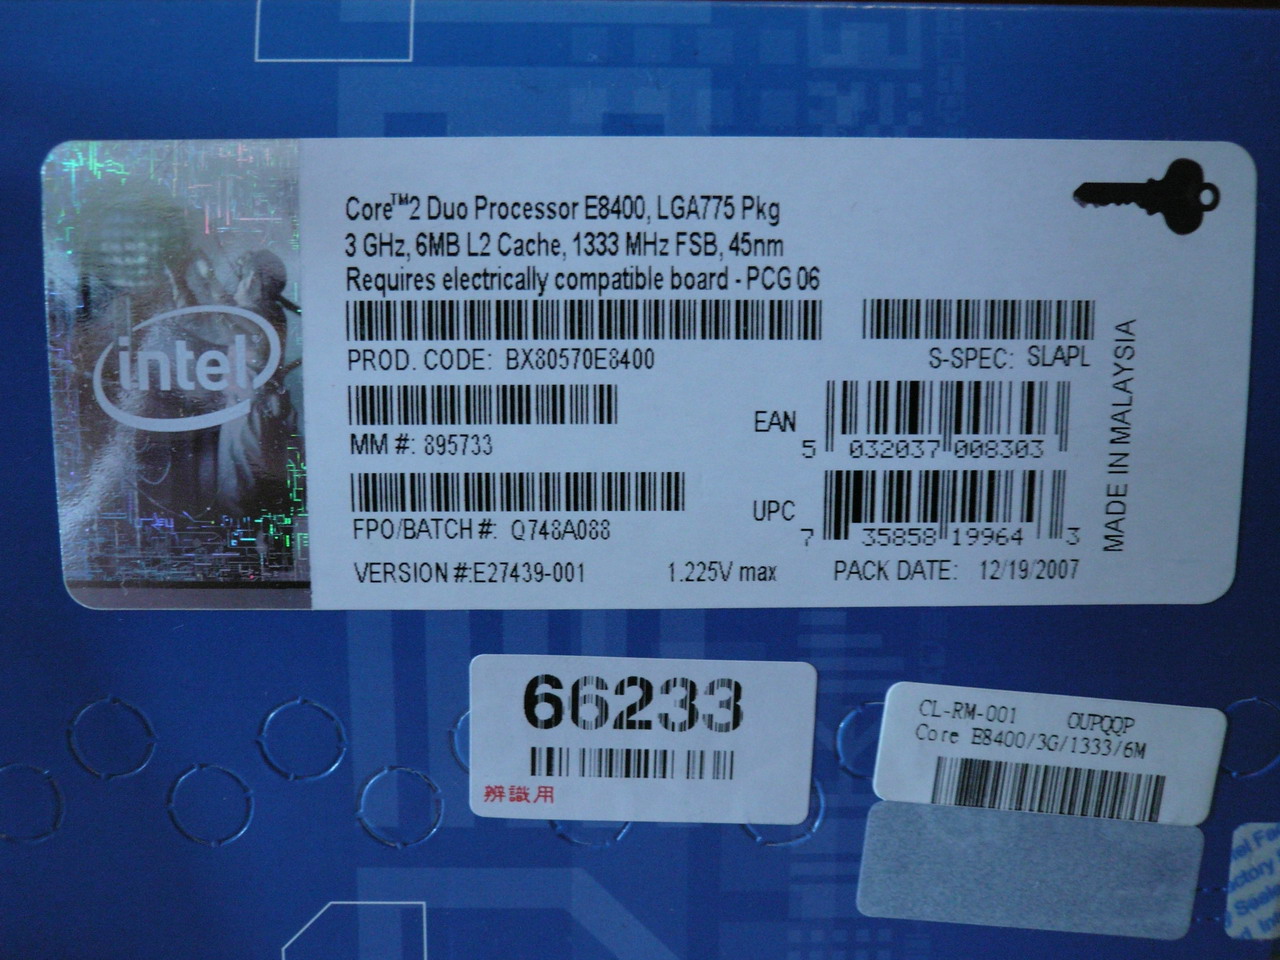 Core™2 Duo Processor E8400, LGA775 Pkg
3 GHz, 6MB L2 Cache, 1333 MHz FSB, 45nm
Requires electrically compatible board - PCG 06
intel
PROD. CODE: BX80570E8400
S-SPEC: SLAPL
MM #: 895733
EAN
5 032037 008303
FPO/BATCH #: Q748A088
UPC
7 35858 19964 3
VERSION #:E27439-001 1.225V max PACK DATE: 12/19/2007
MADE IN MALAYSIA
66233
辨識用
CL-RM-001 OUPQQP
Core E8400/3G/1333/6M